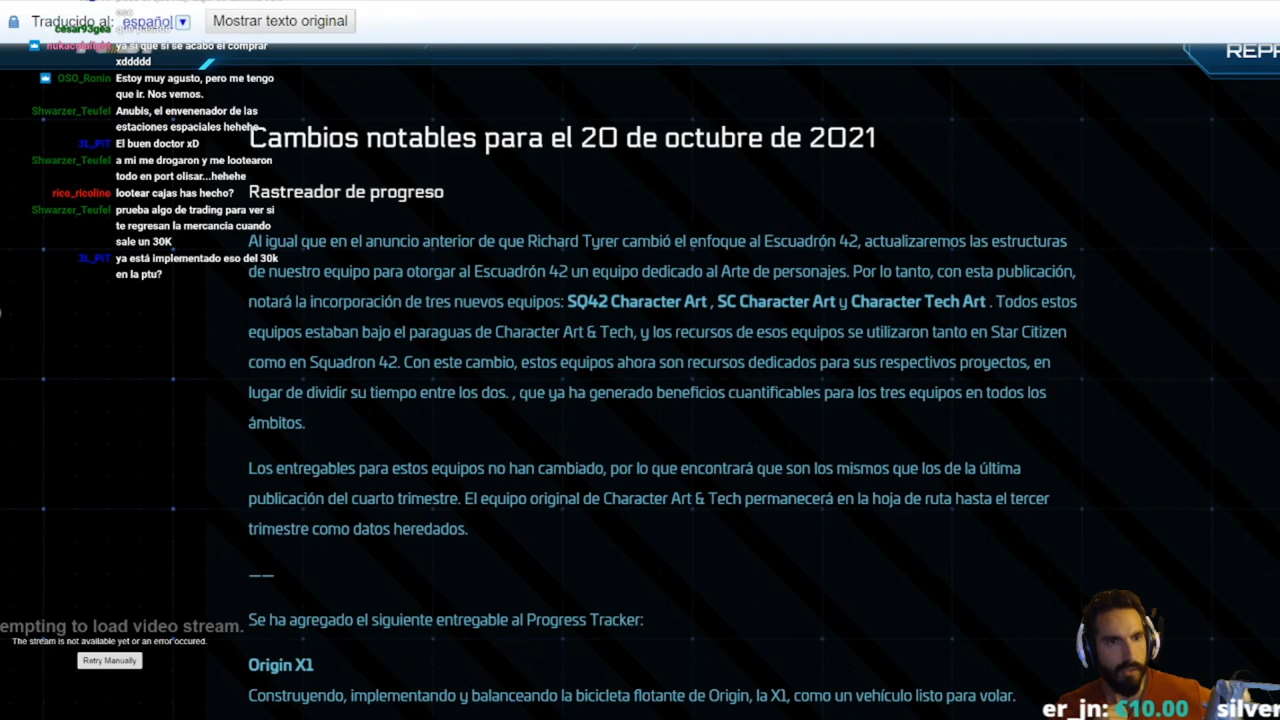 Traducido al: español
Mostrar texto original
cesar93gea
nukacolalight ya si que si se acabó el comprar
xddddd
OSO_Ronin Estoy muy agusto, pero me tengo
que ir. Nos vemos.
Shwarzer_Teufel Anubis, el envenenador de las
estaciones espaciales hehehe
3L_PIT El buen doctor xD
Shwarzer_Teufel a mi me drogaron y me lootearon
todo en port olisar...hehehe
rico_ricolino lootear cajas has hecho?
Shwarzer_Teufel prueba algo de trading para ver si
te regresan la mercancia cuando
sale un 30K
3L_PIT ya está implementado eso del 30k
en la ptu?
Cambios notables para el 20 de octubre de 2021
Rastreador de progreso
Al igual que en el anuncio anterior de que Richard Tyrer cambió el enfoque al Escuadrón 42, actualizaremos las estructuras
de nuestro equipo para otorgar al Escuadrón 42 un equipo dedicado al Arte de personajes. Por lo tanto, con esta publicación,
notará la incorporación de tres nuevos equipos: SQ42 Character Art , SC Character Art y Character Tech Art . Todos estos
equipos estaban bajo el paraguas de Character Art & Tech, y los recursos de esos equipos se utilizaron tanto en Star Citizen
como en Squadron 42. Con este cambio, estos equipos ahora son recursos dedicados para sus respectivos proyectos, en
lugar de dividir su tiempo entre los dos. , que ya ha generado beneficios cuantificables para los tres equipos en todos los
ámbitos.
Los entregables para estos equipos no han cambiado, por lo que encontrará que son los mismos que los de la última
publicación del cuarto trimestre. El equipo original de Character Art & Tech permanecerá en la hoja de ruta hasta el tercer
trimestre como datos heredados.
——
Se ha agregado el siguiente entregable al Progress Tracker:
Origin X1
Construyendo, implementando y balanceando la bicicleta flotante de Origin, la X1, como un vehículo listo para volar.
empting to load video stream.
The stream is not available yet or an error occured.
Retry Manually
er_jn: £10.00 silver